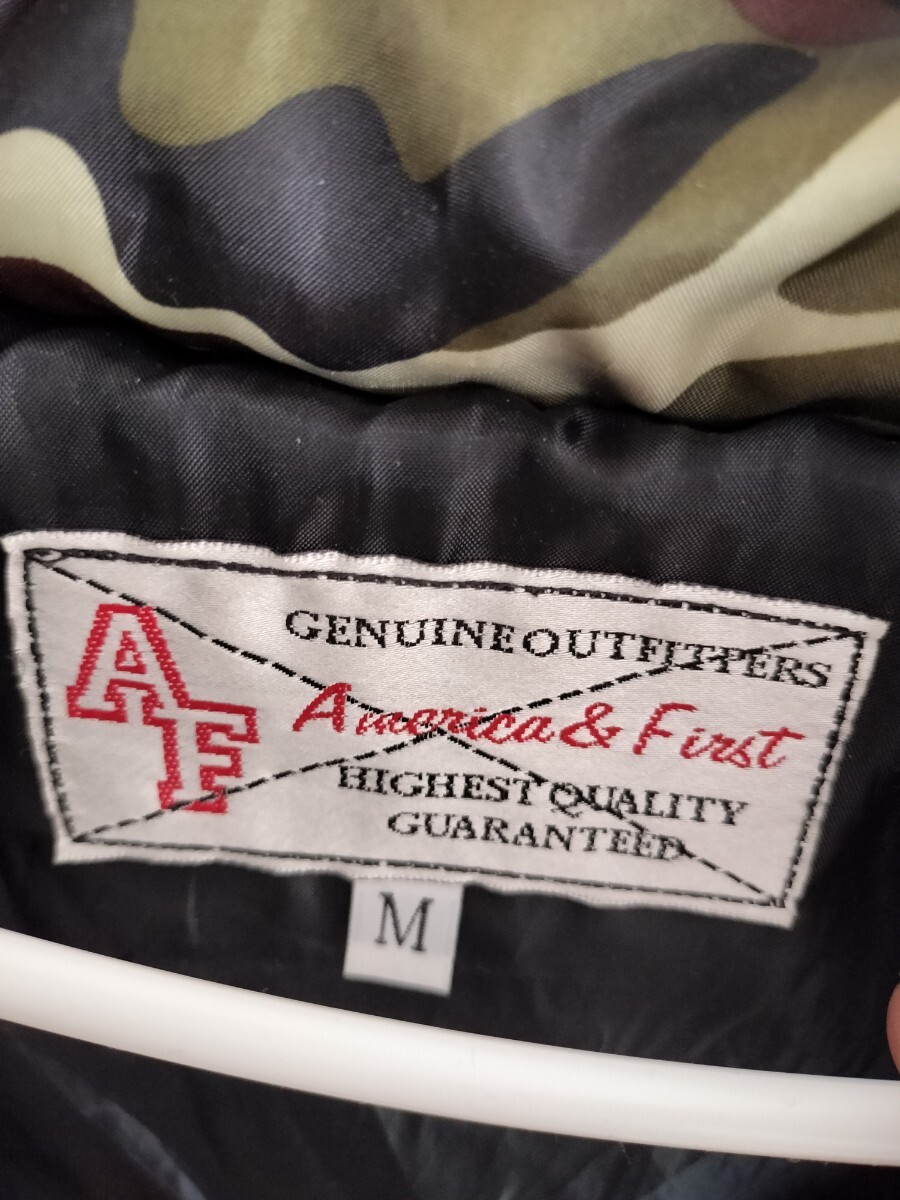 AF
GENUINE OUTFITTERS
America & First
HIGHEST QUALITY
GUARANTEED
M